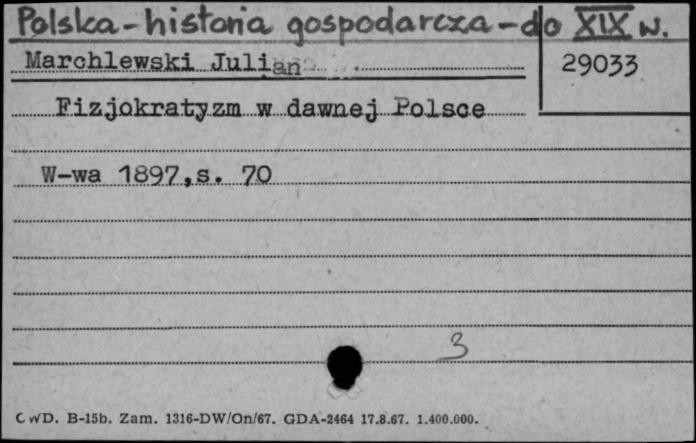 Polska - historia gospodarcza - do XIX w.
Marchlewski Julian
29033
Fizjokratyzm w dawnej Polsce
W-wa 1897,s. 70
3
CWD. B-15b. Zam. 1316-DW/On/67. GDA-2464 17.8.67. 1.400.000.